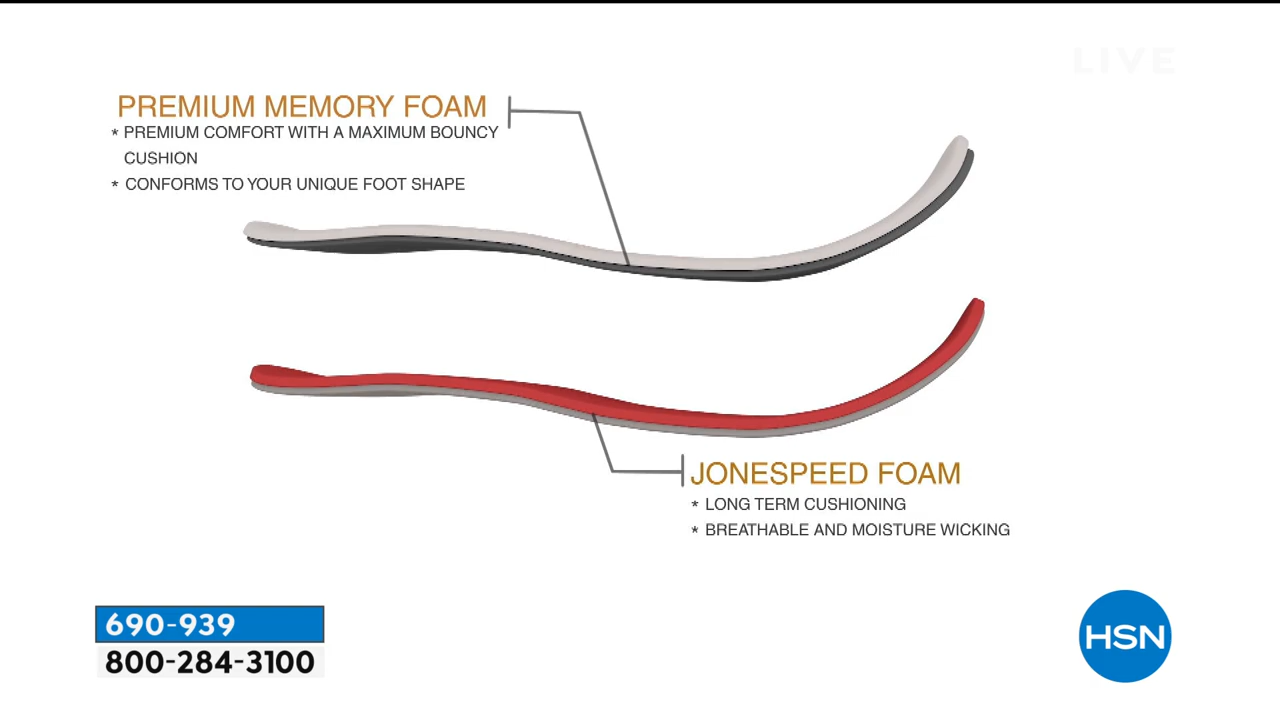 LIVE
PREMIUM MEMORY FOAM
* PREMIUM COMFORT WITH A MAXIMUM BOUNCY
CUSHION
* CONFORMS TO YOUR UNIQUE FOOT SHAPE
JONESPEED FOAM
* LONG TERM CUSHIONING
* BREATHABLE AND MOISTURE WICKING
690-939
800-284-3100
HSN